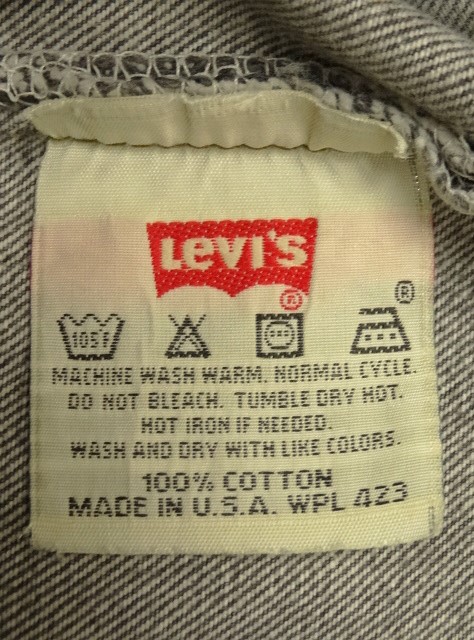 LEVI'S
®
®
105F
MACHINE WASH WARM. NORMAL CYCLE.
DO NOT BLEACH. TUMBLE DRY HOT.
HOT IRON IF NEEDED.
WASH AND DRY WITH LIKE COLORS.
100% COTTON
MADE IN U.S.A. WPL 423